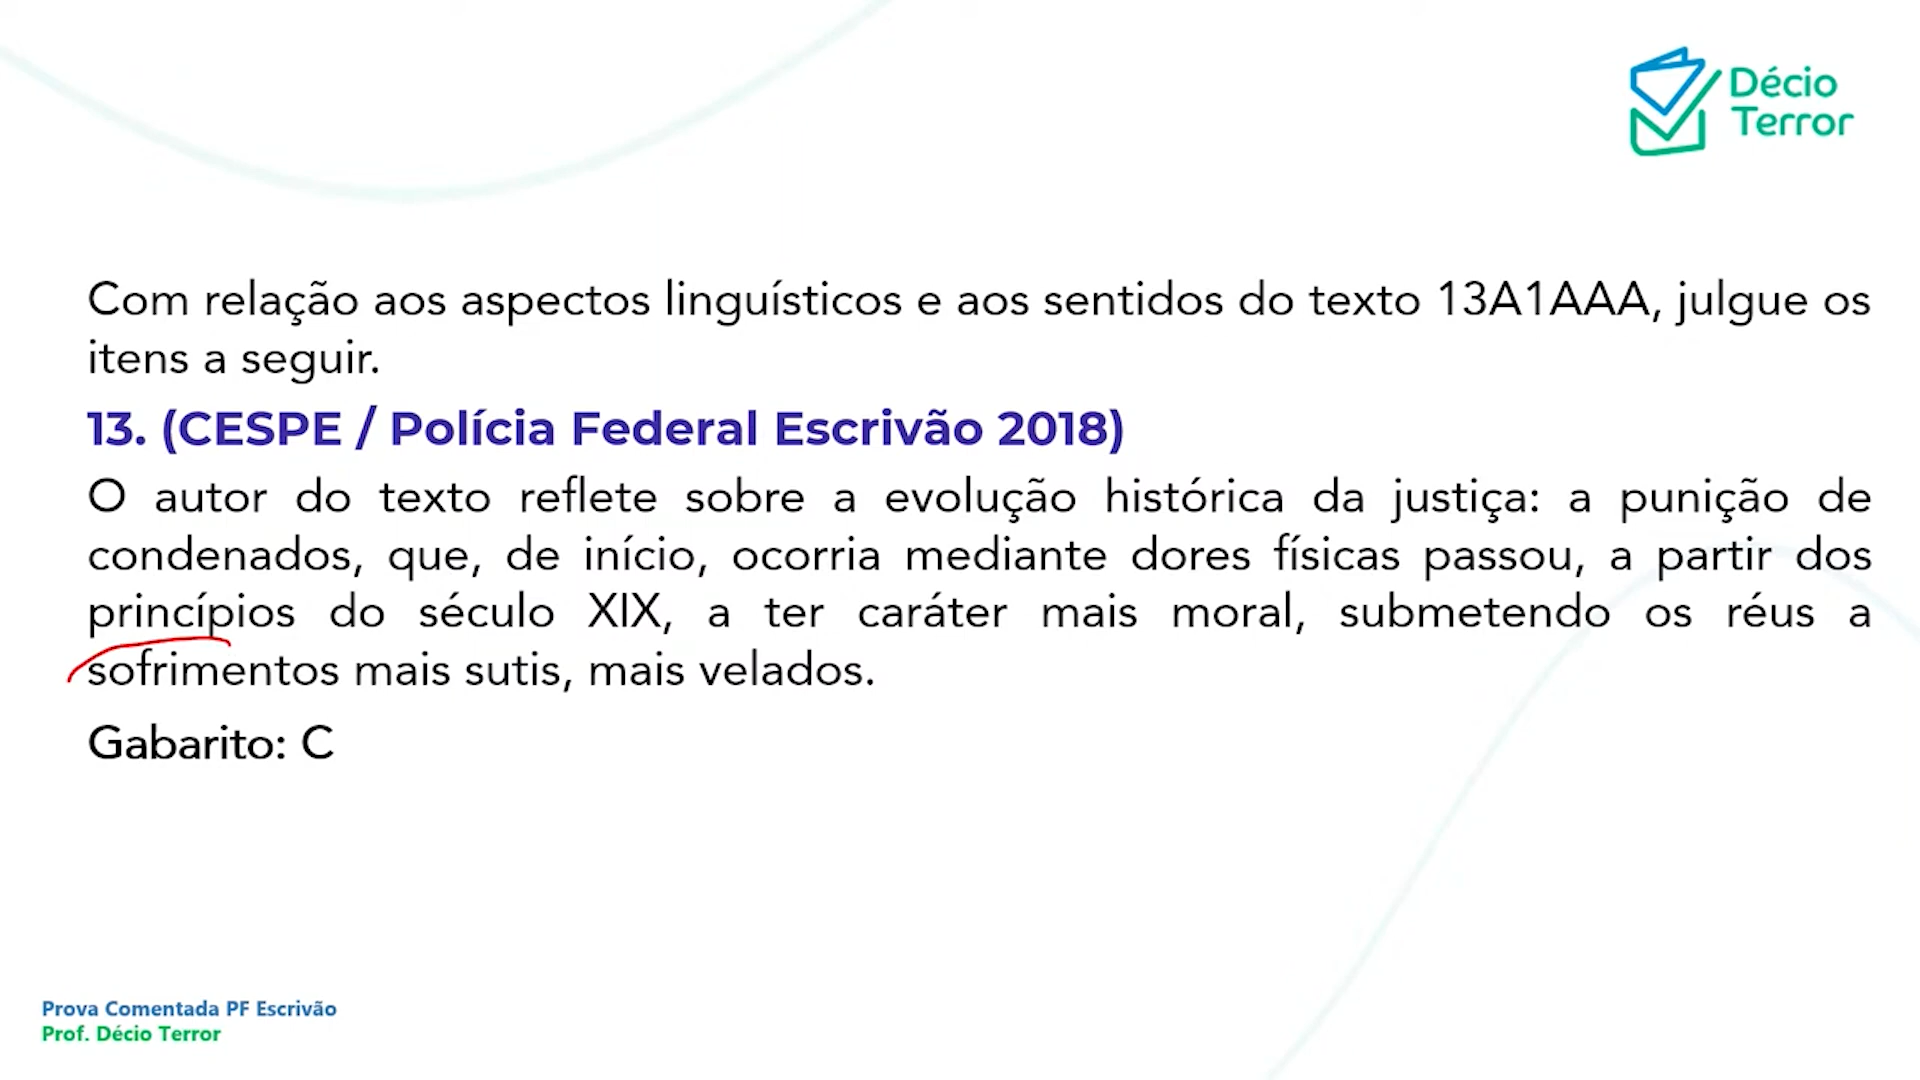 Décio
Terror
Com relação aos aspectos linguísticos e aos sentidos do texto 13A1AAA, julgue os
itens a seguir.
13. (CESPE / Polícia Federal Escrivão 2018)
O autor do texto reflete sobre a evolução histórica da justiça: a punição de
condenados, que, de início, ocorria mediante dores físicas passou, a partir dos
princípios do século XIX, a ter caráter mais moral, submetendo os réus a
sofrimentos mais sutis, mais velados.
Gabarito: C
Prova Comentada PF Escrivão
Prof. Décio Terror